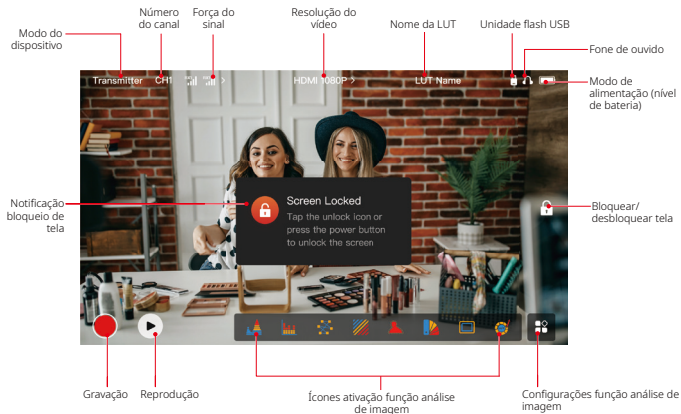 Modo do
dispositivo
Número
do canal
Força do
sinal
Resolução do
vídeo
Nome da LUT
Unidade flash USB
Fone de ouvido
Modo de
alimentação (nível
de bateria)
Transmitter CH1 HDMI 1080P LUT Name
Notificação
bloqueio de
tela
Screen Locked
Tap the unlock icon or
press the power button
to unlock the screen
Bloquear/
desbloquear tela
Gravação
Reprodução
Ícones ativação função análise
de imagem
Configurações função análise de
imagem